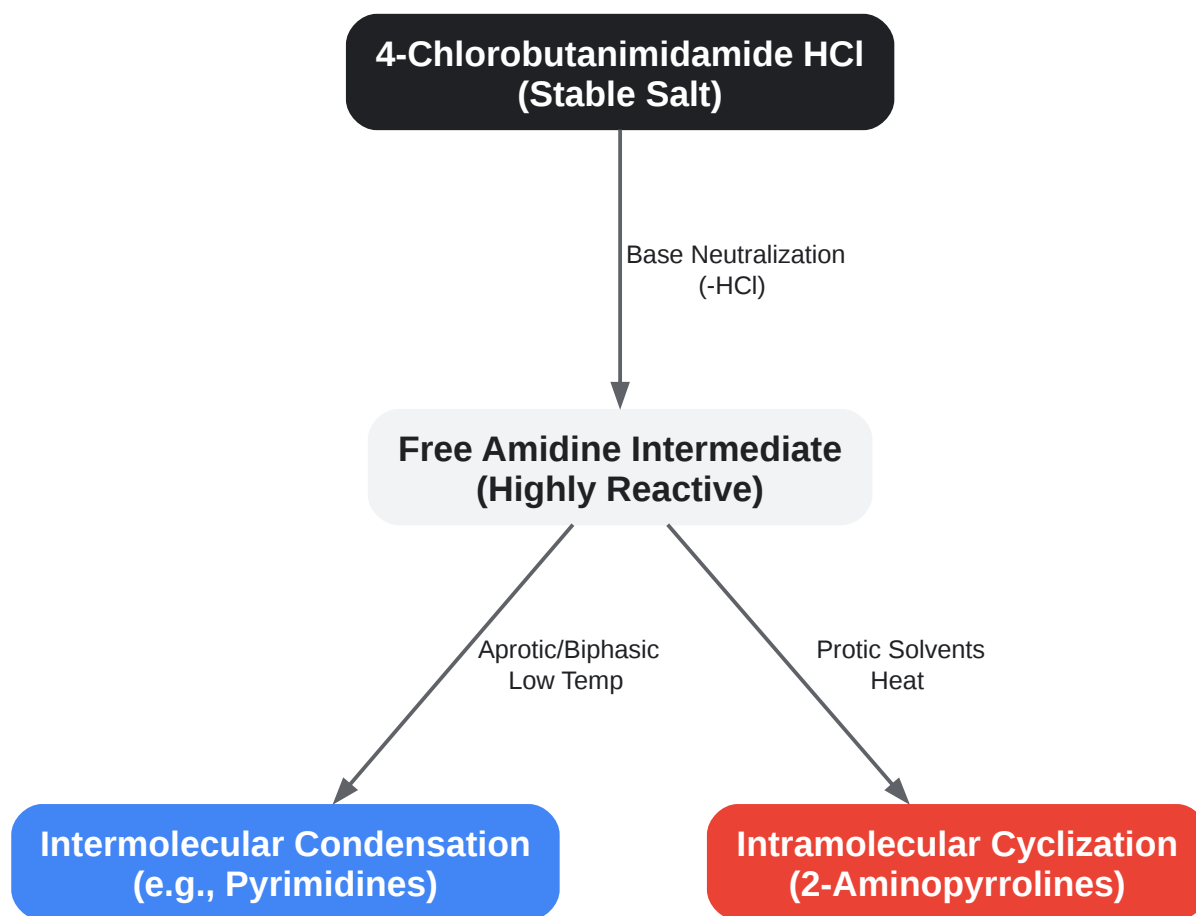 4-Chlorobutanimidamide HCl
(Stable Salt)
Base Neutralization
(-HCl)
Free Amidine Intermediate
(Highly Reactive)
Aprotic/Biphasic
Low Temp
Protic Solvents
Heat
Intermolecular Condensation
(e.g., Pyrimidines)
Intramolecular Cyclization
(2-Aminopyrrolines)